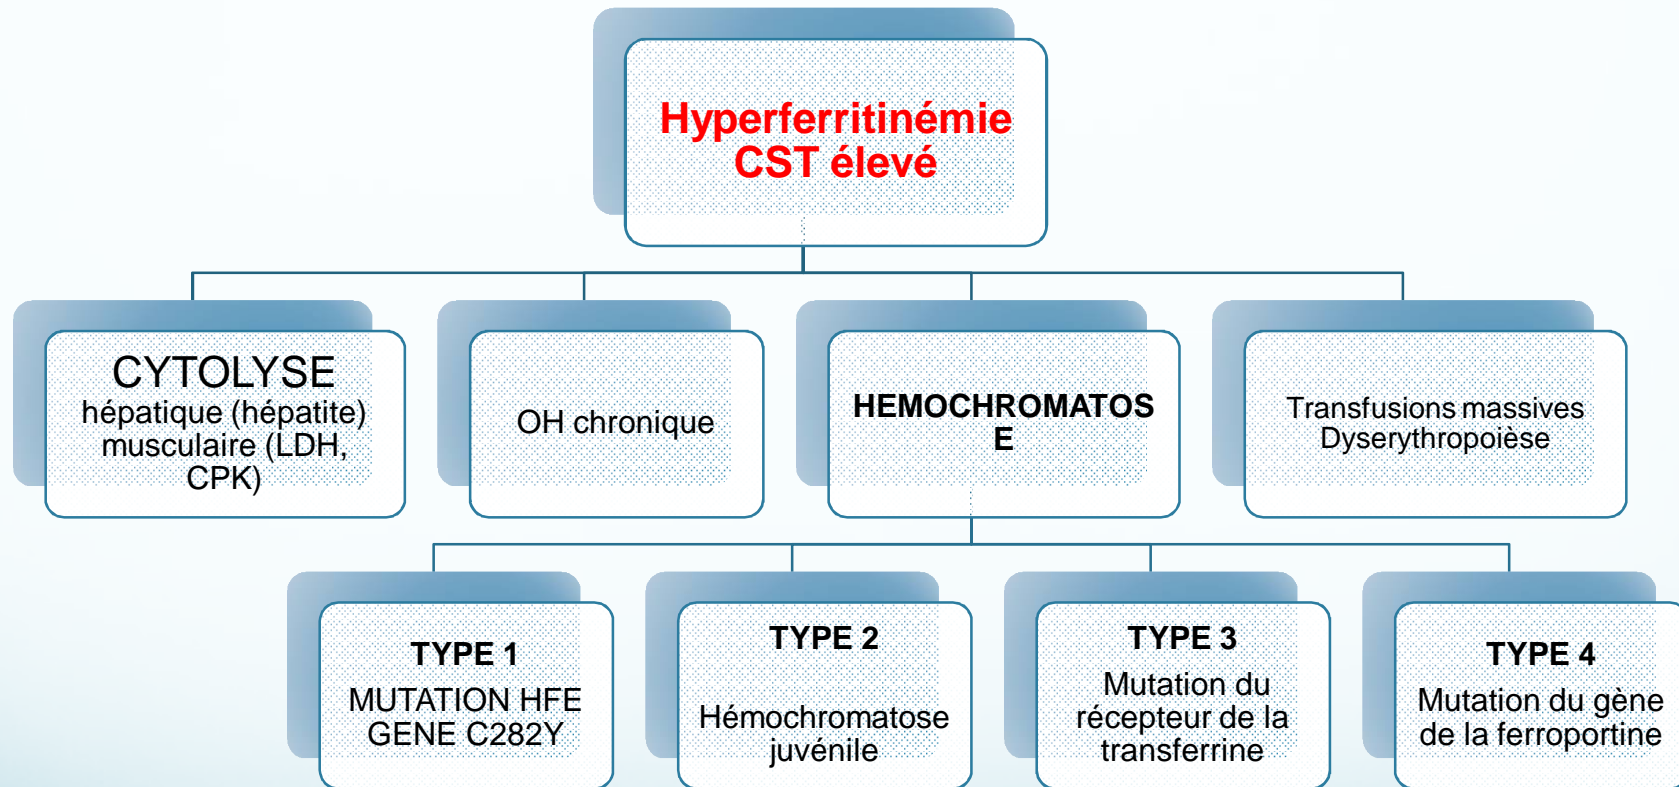 Hyperferritinémie
CST élevé
CYTOLYSE
hépatique (hépatite)
musculaire (LDH,
CPK)
OH chronique
HEMOCHROMATOS
E
Transfusions massives
Dyserythropoièse
TYPE 1
MUTATION HFE
GENE C282Y
TYPE 2
Hémochromatose
juvénile
TYPE 3
Mutation du
récepteur de la
transferrine
TYPE 4
Mutation du gène
de la ferroportine